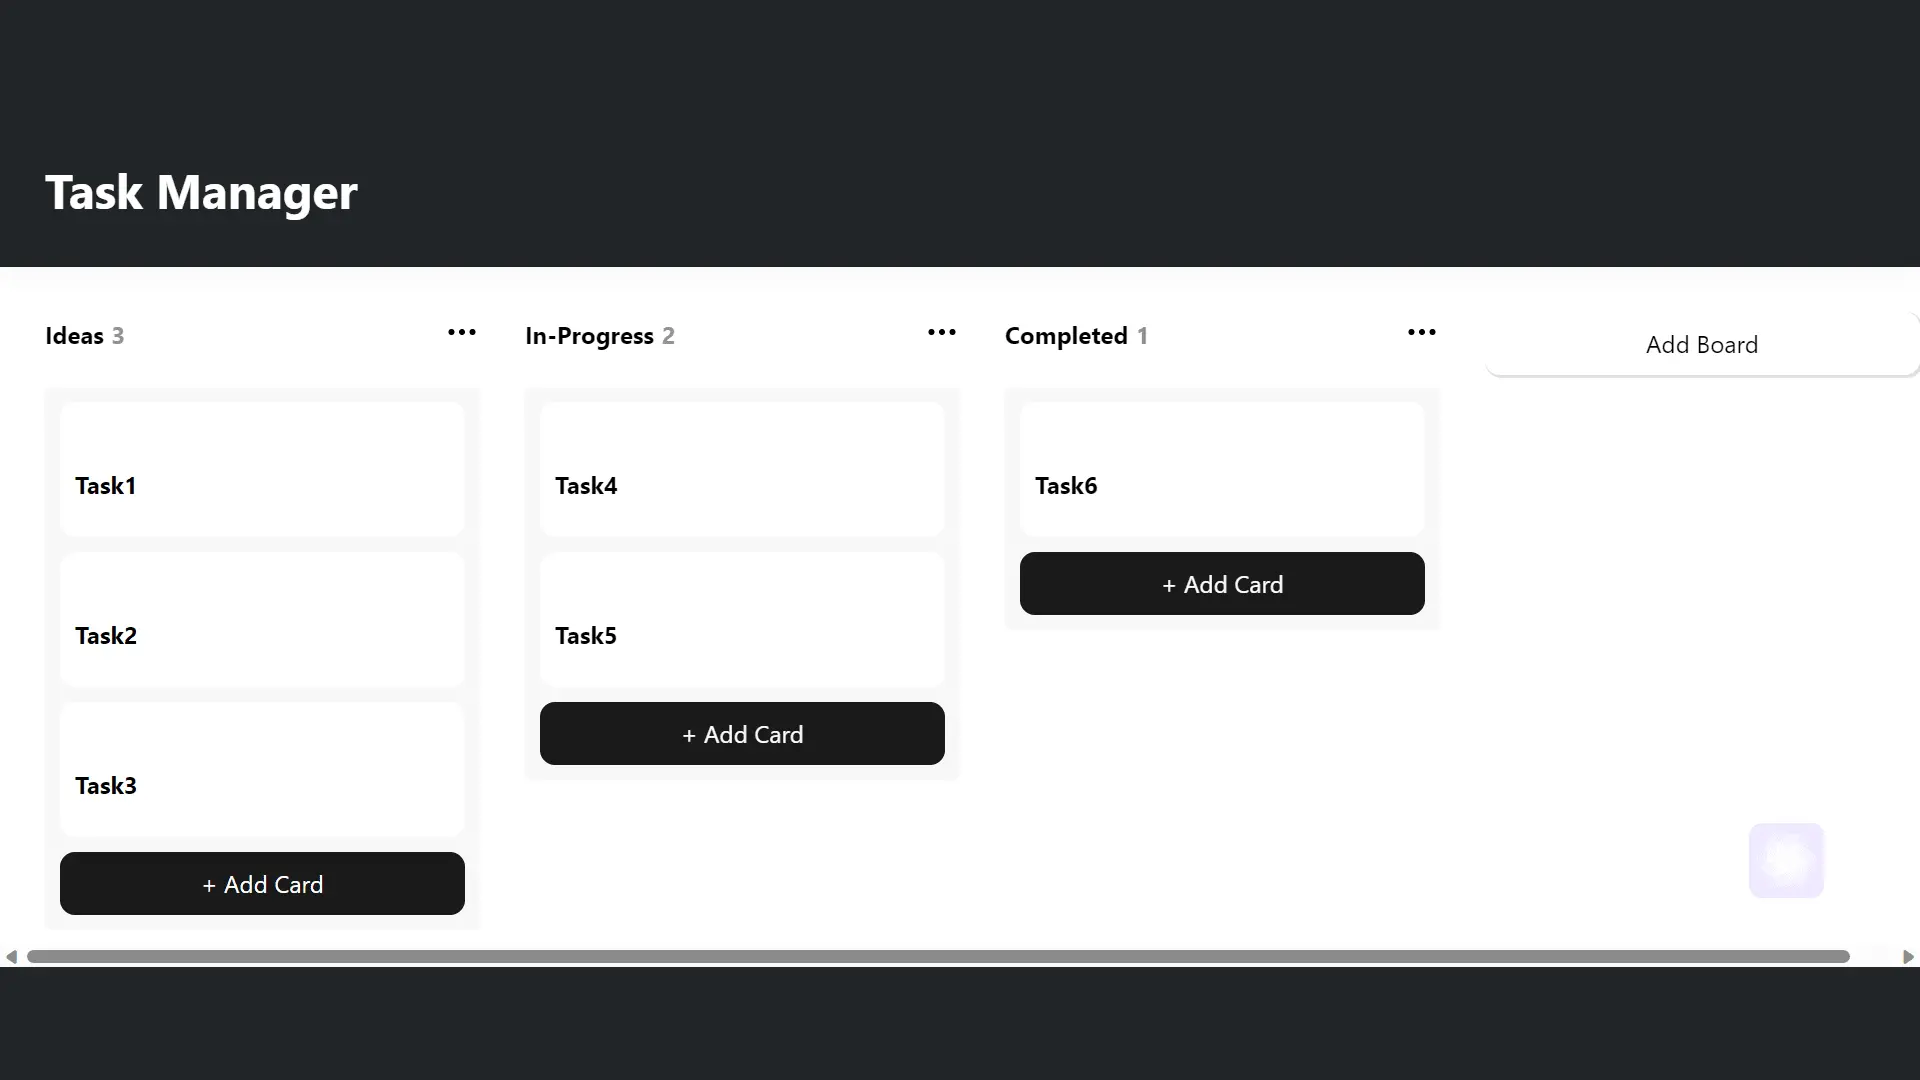 Task Manager
Ideas 3
Task1
Task2
Task3
+ Add Card
In-Progress 2
Task4
Task5
+ Add Card
Completed 1
Task6
+ Add Card
Add Board